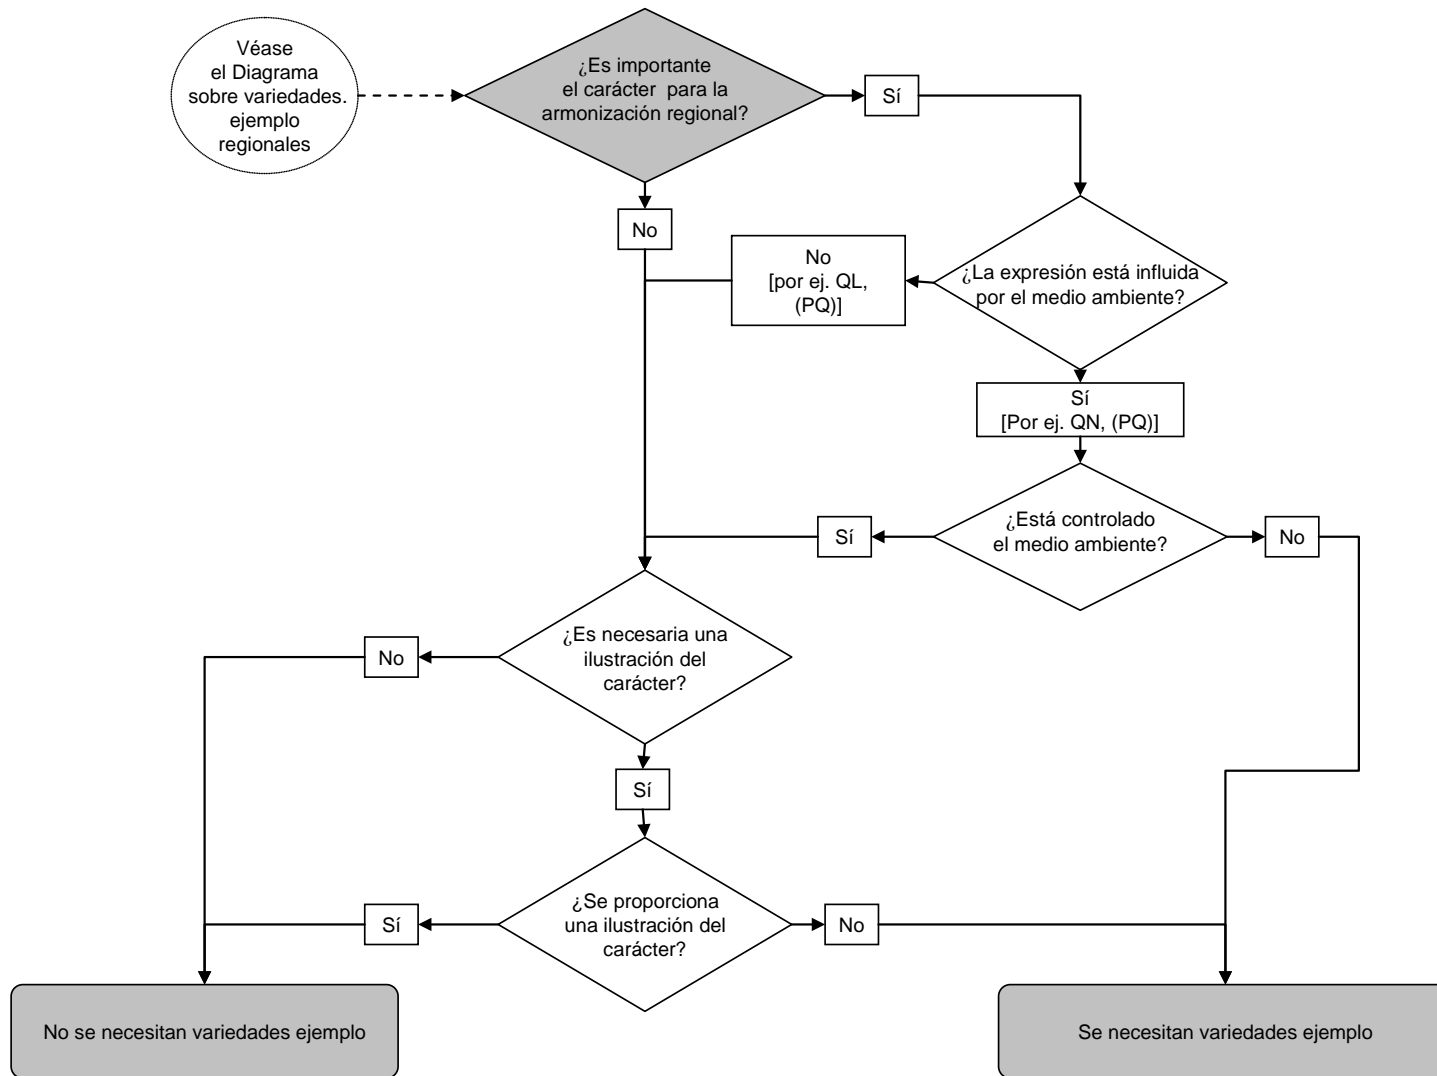 Véase
el Diagrama
sobre variedades.
ejemplo
regionales
¿Es importante
el carácter para la
armonización regional?
Sí
No
No
[por ej. QL,
(PQ)]
¿La expresión está influida
por el medio ambiente?
Sí
[Por ej. QN, (PQ)]
Sí
¿Está controlado
el medio ambiente?
No
No
¿Es necesaria una
ilustración del
carácter?
Sí
Sí
¿Se proporciona
una ilustración del
carácter?
No
No se necesitan variedades ejemplo
Se necesitan variedades ejemplo